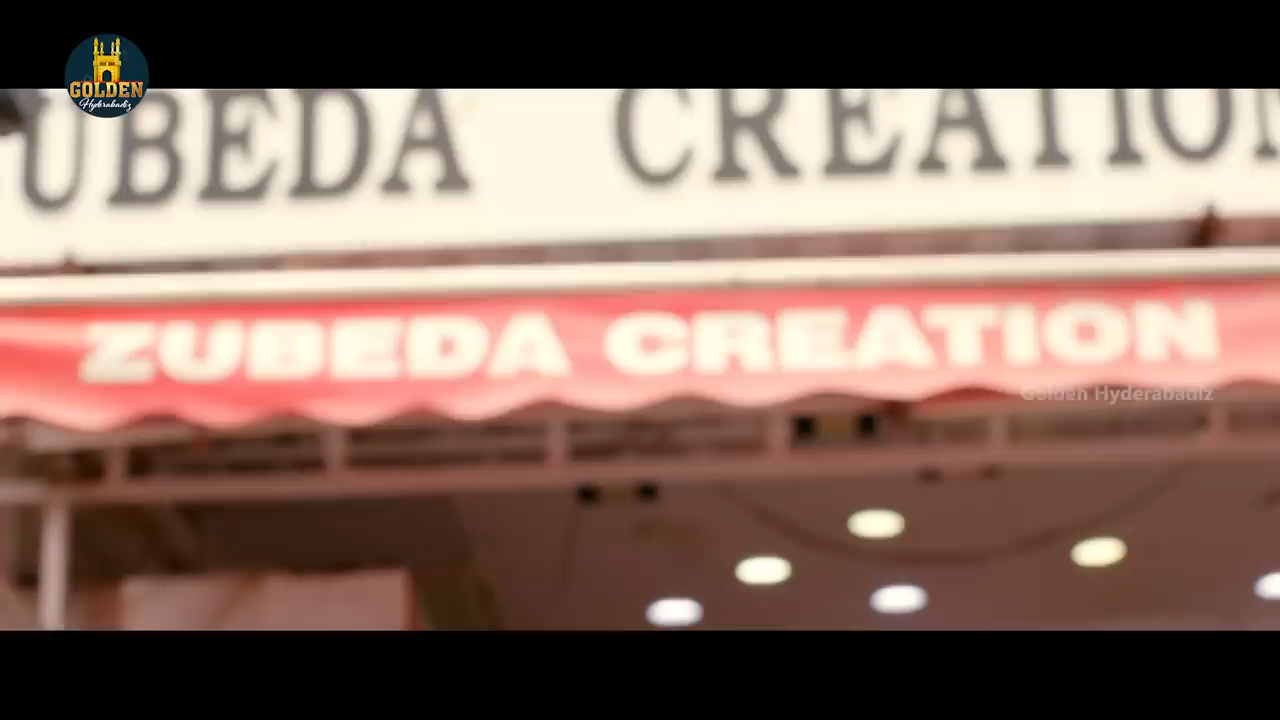 GOLDEN
Hyderabadiz
UBEDA CREATION
ZUBEDA CREATION
Golden Hyderabadiz